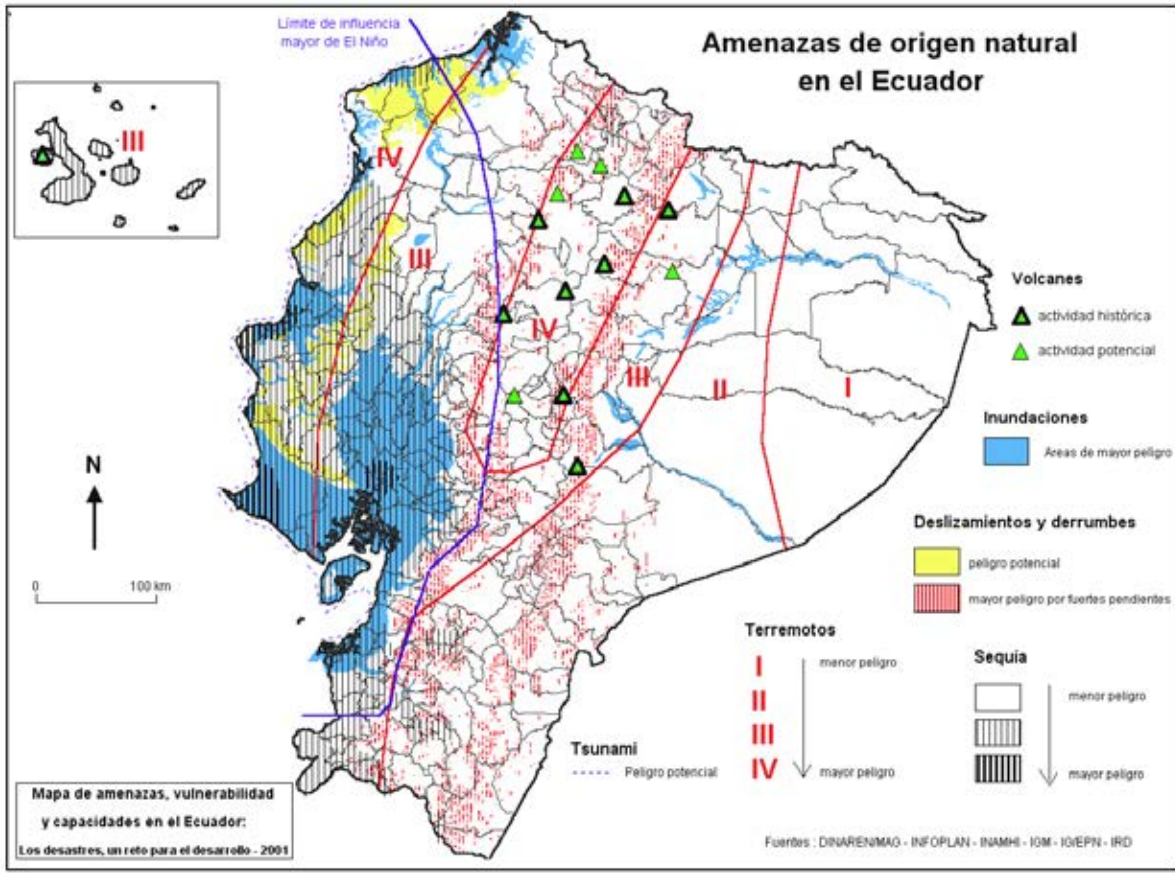 Límite de influencia
mayor de El Niño
Amenazas de origen natural
en el Ecuador
III
IV
III
IV
III
II
I
N
0 100 km
Volcanes
actividad histórica
actividad potencial
Inundaciones
Areas de mayor peligro
Deslizamientos y derrumbes
peligro potencial
mayor peligro por fuertes pendientes
Terremotos
I
II
III
IV
menor peligro
mayor peligro
Sequía
menor peligro
mayor peligro
Tsunami
Peligro potencial
Mapa de amenazas, vulnerabilidad
y capacidades en el Ecuador:
Los desastres, un reto para el desarrollo - 2001
Fuentes : DINAREN/MAG - INFOPLAN - INAMHI - IGM - IG/EPN - IRD